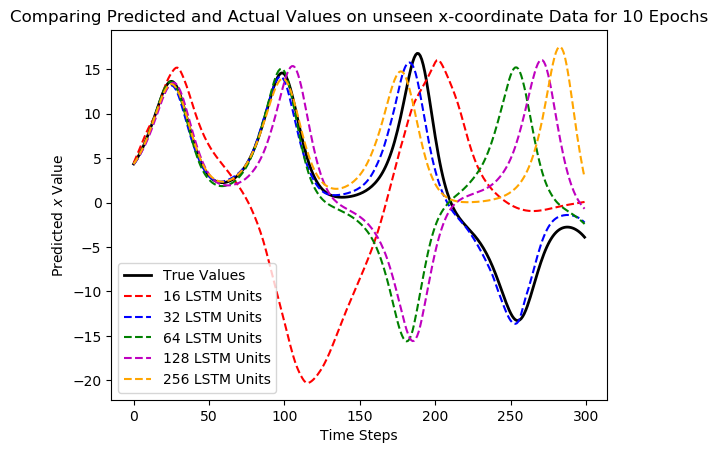 Comparing Predicted and Actual Values on unseen x-coordinate Data for 10 Epochs
15
10
5
0
−5
−10
−15
−20
Predicted x Value
True Values
16 LSTM Units
32 LSTM Units
64 LSTM Units
128 LSTM Units
256 LSTM Units
0 50 100 150 200 250 300
Time Steps